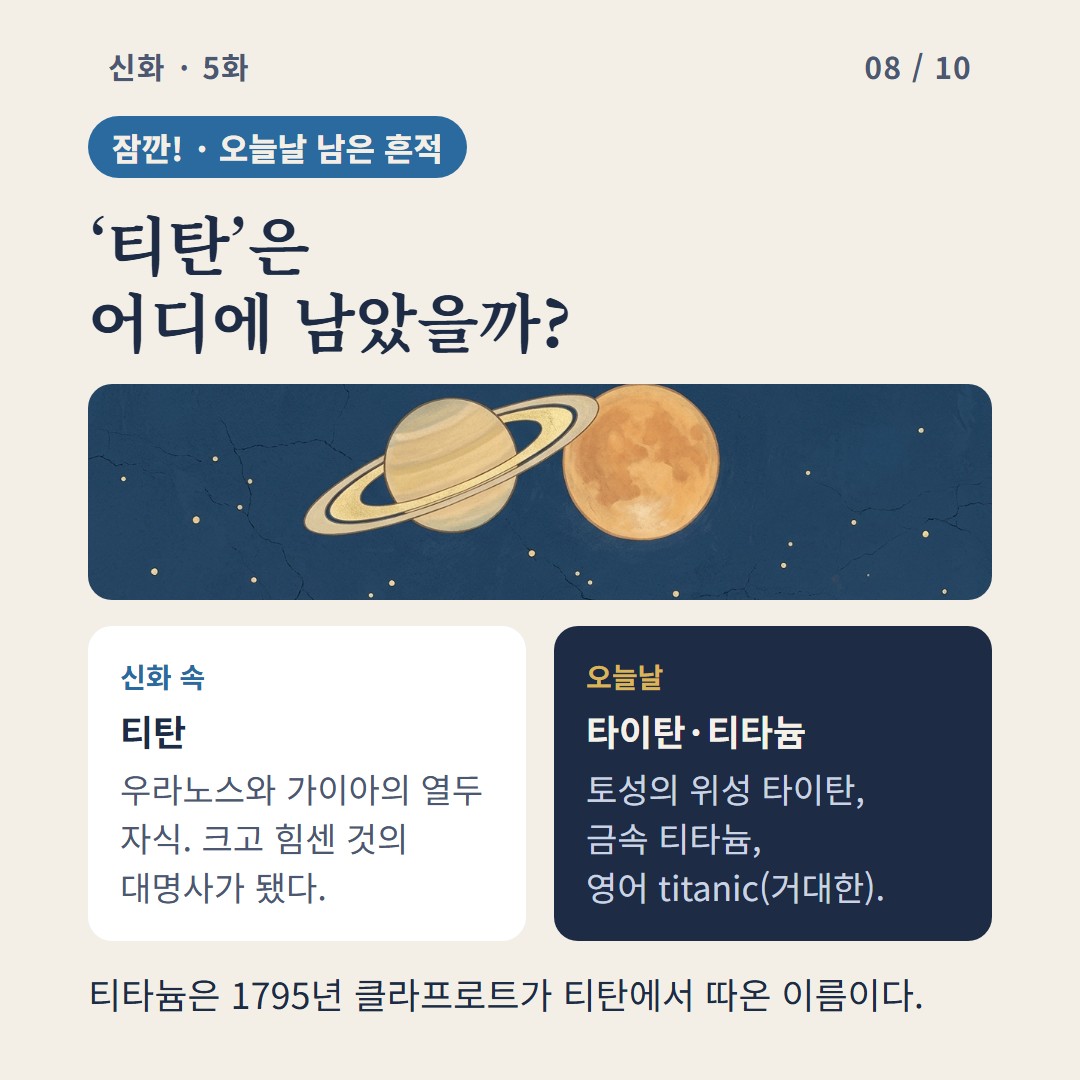 신화 · 5화
08 / 10
잠깐! · 오늘날 남은 흔적
‘티탄’은
어디에 남았을까?
신화 속
티탄
우라노스와 가이아의 열두
자식. 크고 힘센 것의
대명사가 됐다.
오늘날
타이탄·티타늄
토성의 위성 타이탄,
금속 티타늄,
영어 titanic(거대한).
티타늄은 1795년 클라프로트가 티탄에서 따온 이름이다.